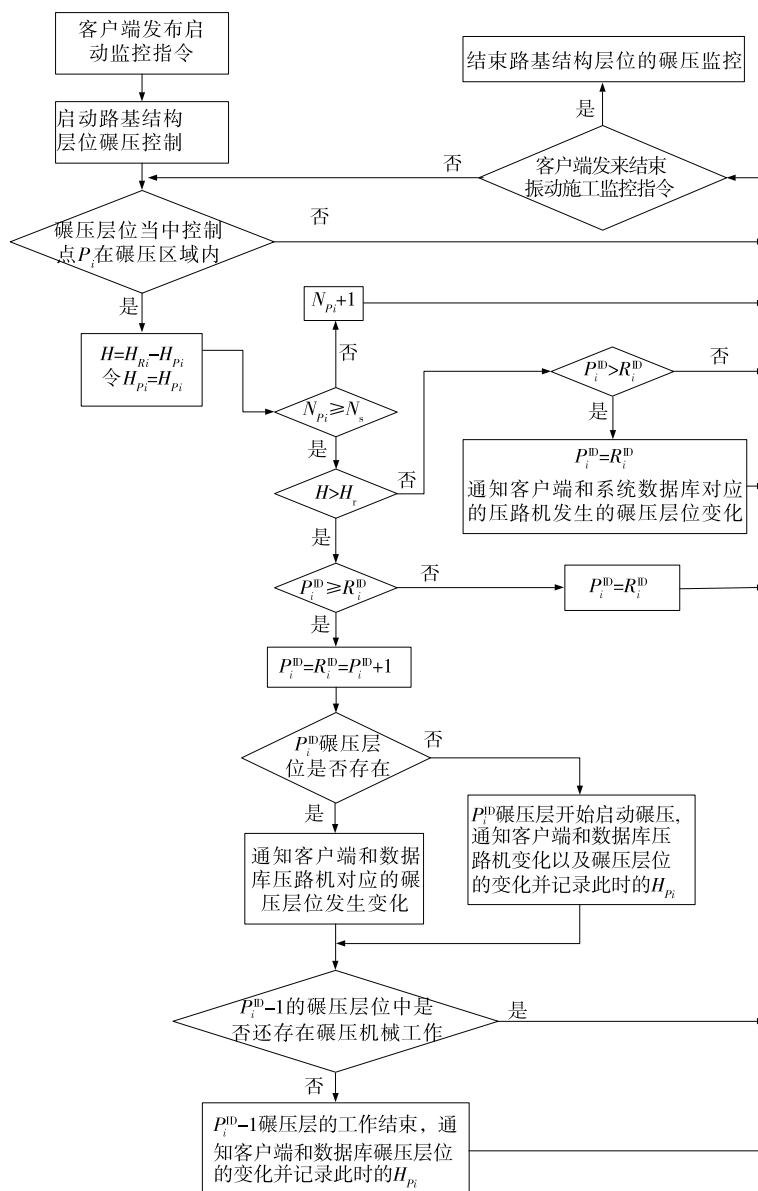 客户端发布启
动监控指令
启动路基结构
层位碾压控制
结束路基结构层位的碾压监控
是
客户端发来结束
振动施工监控指令
否
碾压层位当中控制
点P_i在碾压区域内
否
是
H=H_{Ri}-H_{Pi}
令H_{Pi}=H_{Pi}
N_{Pi}+1
否
N_{Pi}≥N_s
是
P_i^{ID}>R_i^{ID}
否
是
P_i^{ID}=R_i^{ID}
通知客户端和系统数据库对应
的压路机发生的碾压层位变化
H>H_r
否
是
P_i^{ID}≥R_i^{ID}
否
P_i^{ID}=R_i^{ID}
是
P_i^{ID}=R_i^{ID}=P_i^{ID}+1
P_i^{ID}碾压层
位是否存在
否
是
通知客户端和数据
库压路机对应的碾
压层位发生变化
P_i^{ID}碾压层开始启动碾压,
通知客户端和数据库压
路机变化以及碾压层位
的变化并记录此时的H_{Pi}
P_i^{ID}-1的碾压层位中是
否还存在碾压机械工作
是
否
P_i^{ID}-1碾压层的工作结束，通
知客户端和数据库碾压层位
的变化并记录此时的H_{Pi}